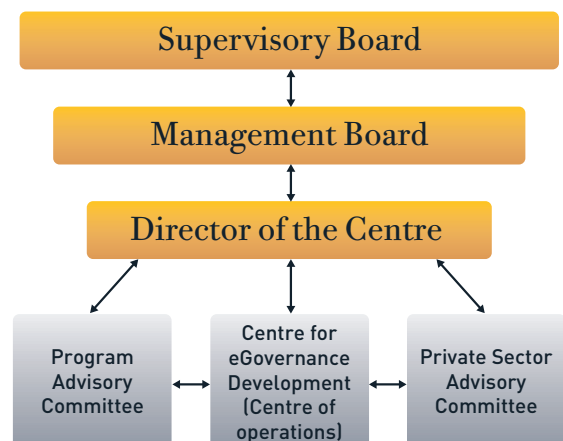 Supervisory Board
Management Board
Director of the Centre
Program
Advisory
Committee
Centre for
eGovernance
Development
(Centre of
operations)
Private Sector
Advisory
Committee